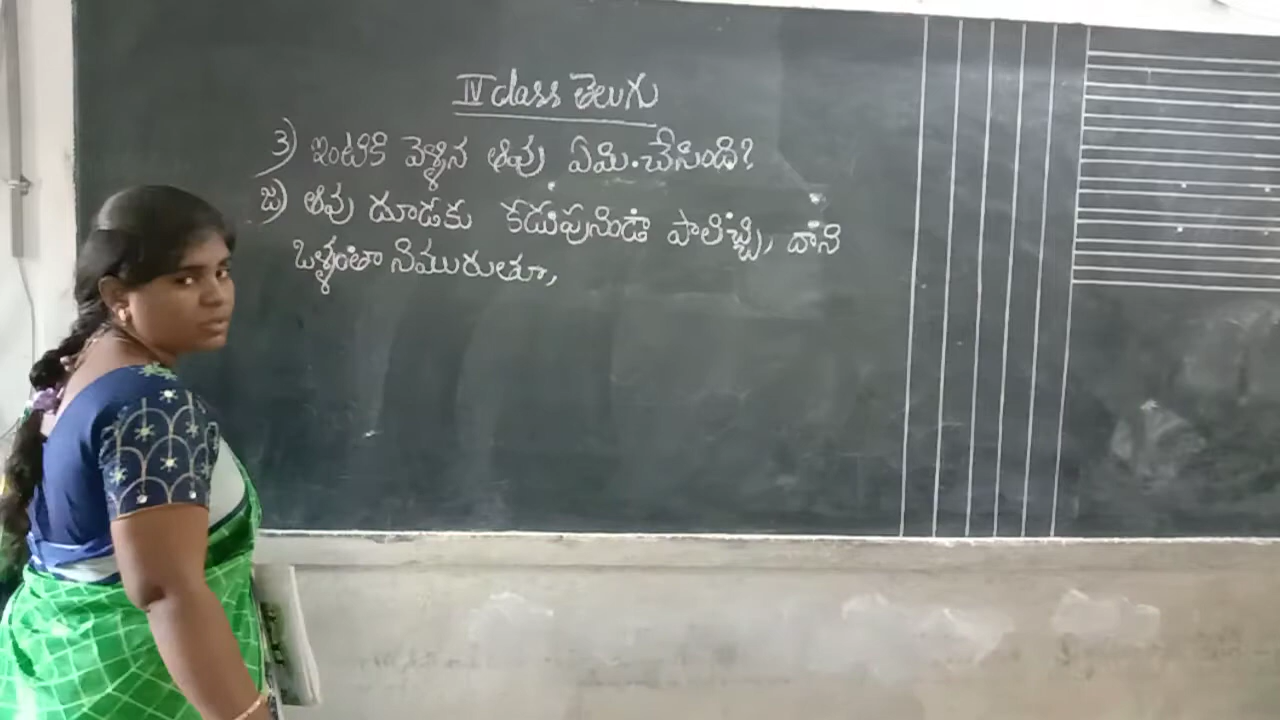 IV class తెలుగు
3) ఇంటికి వెళ్ళిన ఆవు ఏమి.చేసింది?
జ) ఆవు దూడకు కడుపునిండా పాలిచ్చి, దాని
ఒళ్ళంతా నిమురుతూ,